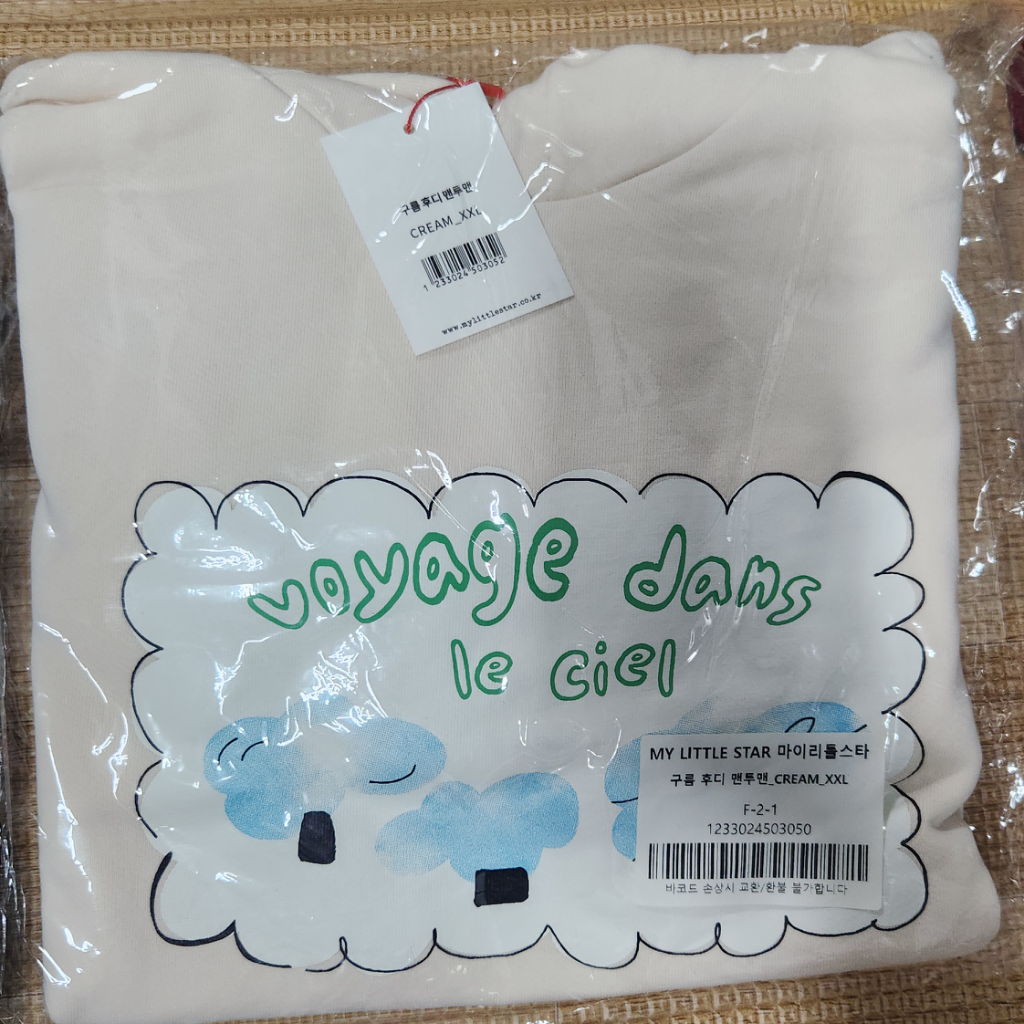 구름 후디 맨투맨
CREAM_XXL
1 233024 503052
www.mylittlestar.co.kr
voyage dans
le ciel
MY LITTLE STAR 마이리틀스타
구름 후디 맨투맨_CREAM_XXL
F-2-1
1233024503050
바코드 손상시 교환/환불 불가합니다